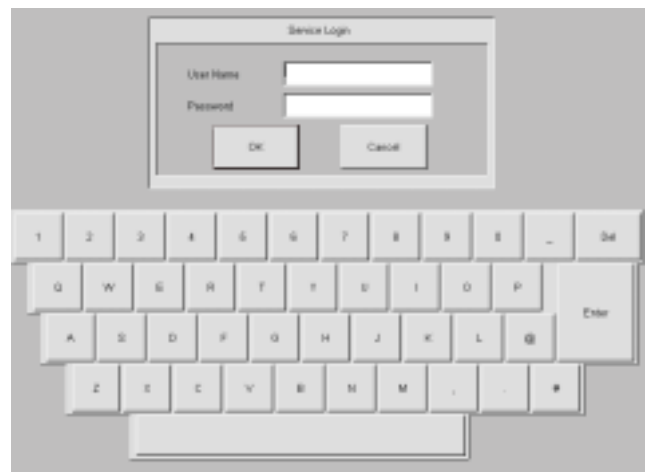 Service Login
User Name
Password
OK Cancel
1 2 3 4 5 6 7 8 9 0 _ Del
Q W E R T Y U I O P
Enter
A S D F G H J K L @
Z C V B N M , . #